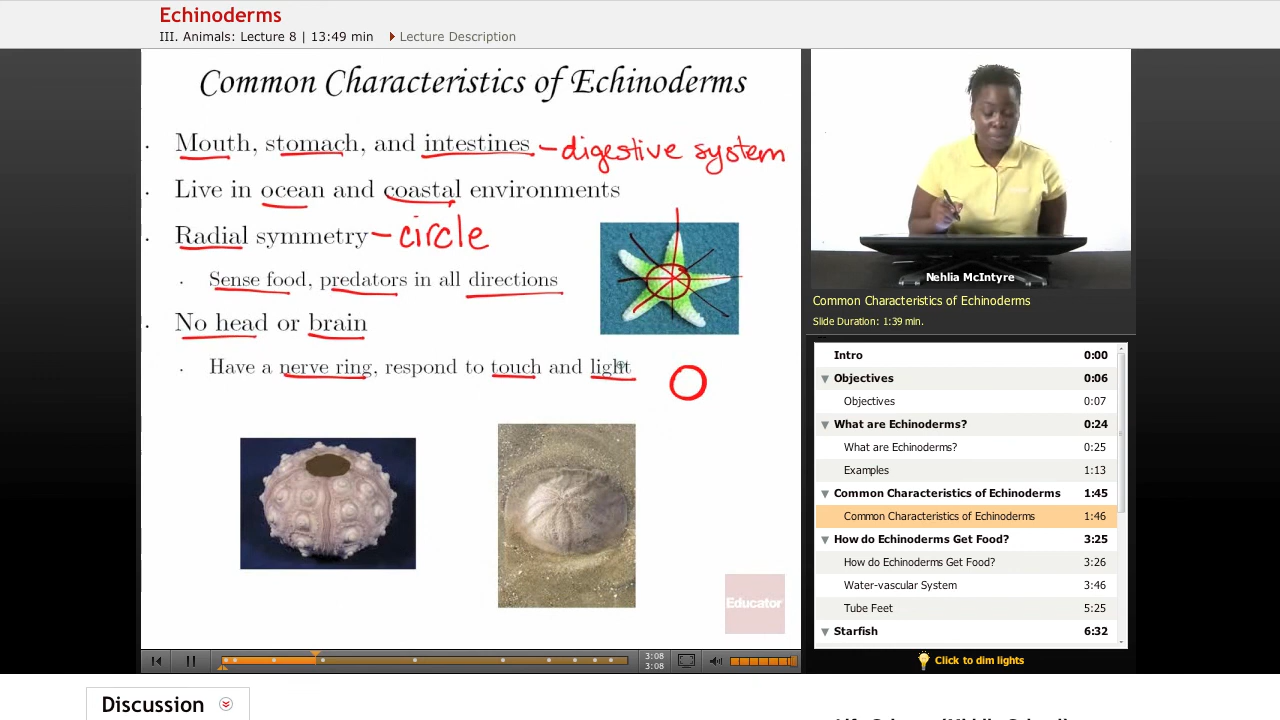 Echinoderms
III. Animals: Lecture 8 | 13:49 min Lecture Description
Common Characteristics of Echinoderms
Mouth, stomach, and intestines – digestive system
Live in ocean and coastal environments
Radial symmetry – circle
Sense food, predators in all directions
No head or brain
Have a nerve ring, respond to touch and light
Educator
3:08
3:08
Nehlia McIntyre
Common Characteristics of Echinoderms
Slide Duration: 1:39 min.
Intro 0:00
Objectives 0:06
Objectives 0:07
What are Echinoderms? 0:24
What are Echinoderms? 0:25
Examples 1:13
Common Characteristics of Echinoderms 1:45
Common Characteristics of Echinoderms 1:46
How do Echinoderms Get Food? 3:25
How do Echinoderms Get Food? 3:26
Water-vascular System 3:46
Tube Feet 5:25
Starfish 6:32
Click to dim lights
Discussion